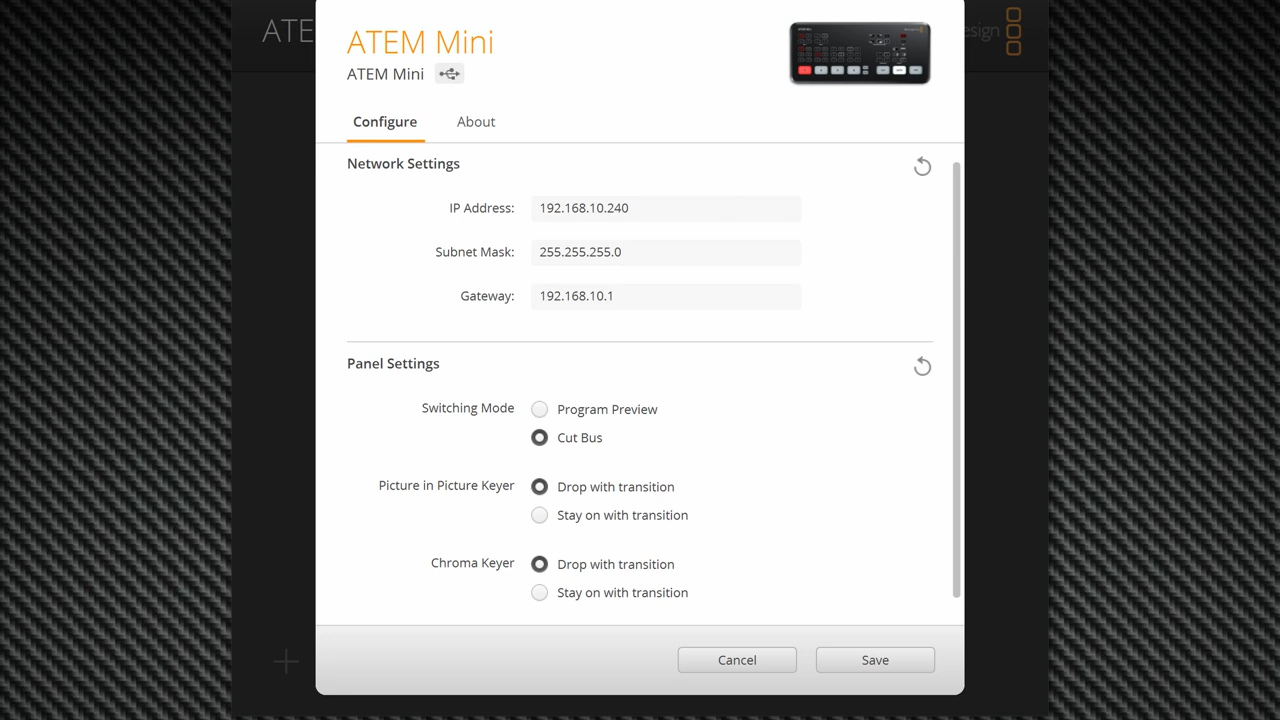 ATE
esign
ATEM Mini
ATEM Mini
Configure
About
Network Settings
IP Address: 192.168.10.240
Subnet Mask: 255.255.255.0
Gateway: 192.168.10.1
Panel Settings
Switching Mode
Program Preview
Cut Bus
Picture in Picture Keyer
Drop with transition
Stay on with transition
Chroma Keyer
Drop with transition
Stay on with transition
Cancel
Save